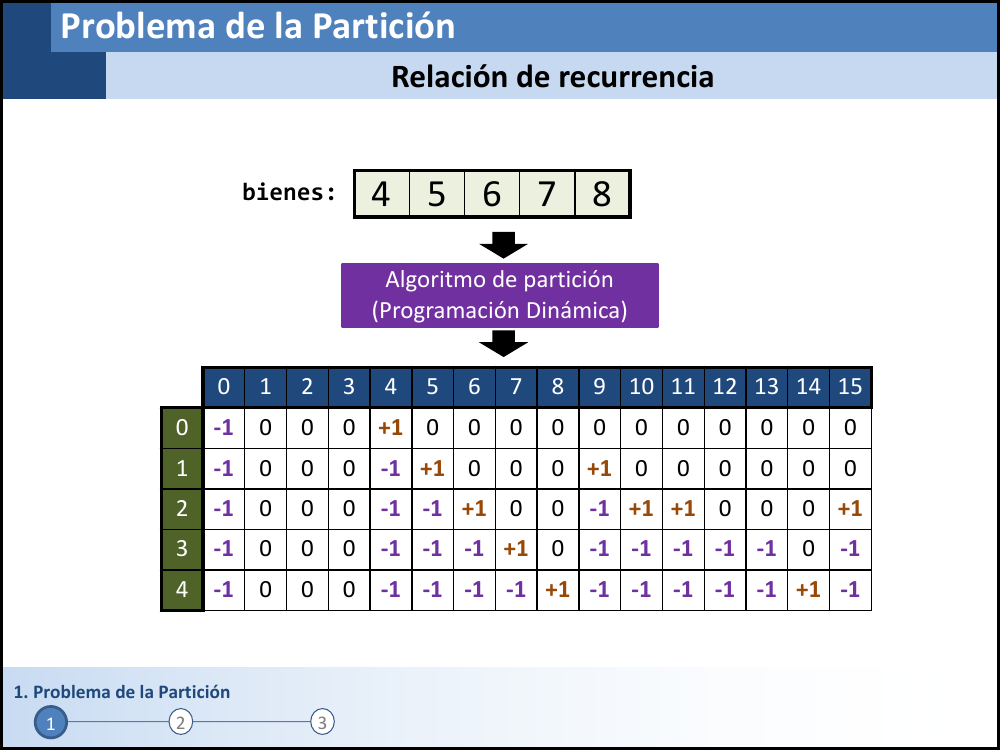 Problema de la Partición
Relación de recurrencia
bienes: 4 5 6 7 8
Algoritmo de partición
(Programación Dinámica)
0 1 2 3 4 5 6 7 8 9 10 11 12 13 14 15
0 -1 0 0 0 +1 0 0 0 0 0 0 0 0 0 0 0
1 -1 0 0 0 -1 +1 0 0 0 +1 0 0 0 0 0 0
2 -1 0 0 0 -1 -1 +1 0 0 -1 +1 +1 0 0 0 +1
3 -1 0 0 0 -1 -1 -1 +1 0 -1 -1 -1 -1 -1 0 -1
4 -1 0 0 0 -1 -1 -1 -1 +1 -1 -1 -1 -1 -1 +1 -1
1. Problema de la Partición
1 2 3